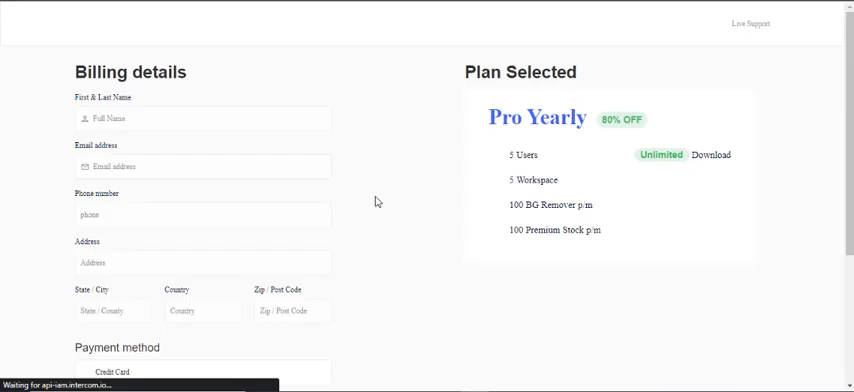 Live Support
Billing details
First & Last Name
Full Name
Email address
Email address
Phone number
phone
Address
Address
State / City
Country
Zip / Post Code
State / County
Country
Zip / Post Code
Payment method
Credit Card
Plan Selected
Pro Yearly 80% OFF
5 Users
Unlimited Download
5 Workspace
100 BG Remover p/m
100 Premium Stock p/m
Waiting for api-iam.intercom.io...